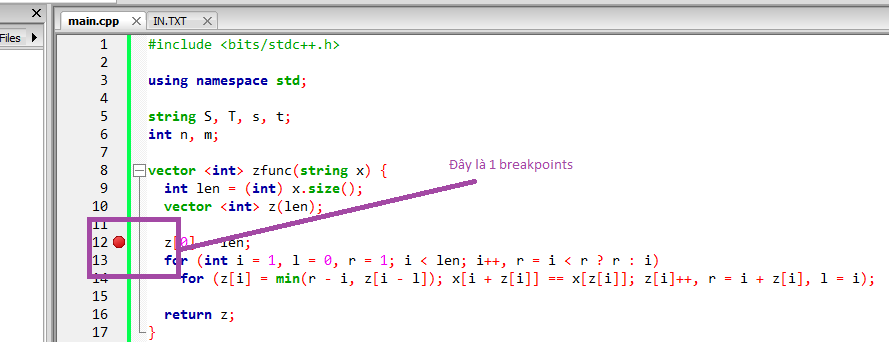 main.cpp IN.TXT
Files
1 #include <bits/stdc++.h>
2
3 using namespace std;
4
5 string S, T, s, t;
6 int n, m;
7
8 vector <int> zfunc(string x) {
Đây là 1 breakpoints
9 int len = (int) x.size();
10 vector <int> z(len);
11
12 z[0] len;
13 for (int i = 1, l = 0, r = 1; i < len; i++, r = i < r ? r : i)
14 for (z[i] = min(r - i, z[i - l]); x[i + z[i]] == x[z[i]]; z[i]++, r = i + z[i], l = i);
15
16 return z;
17 }